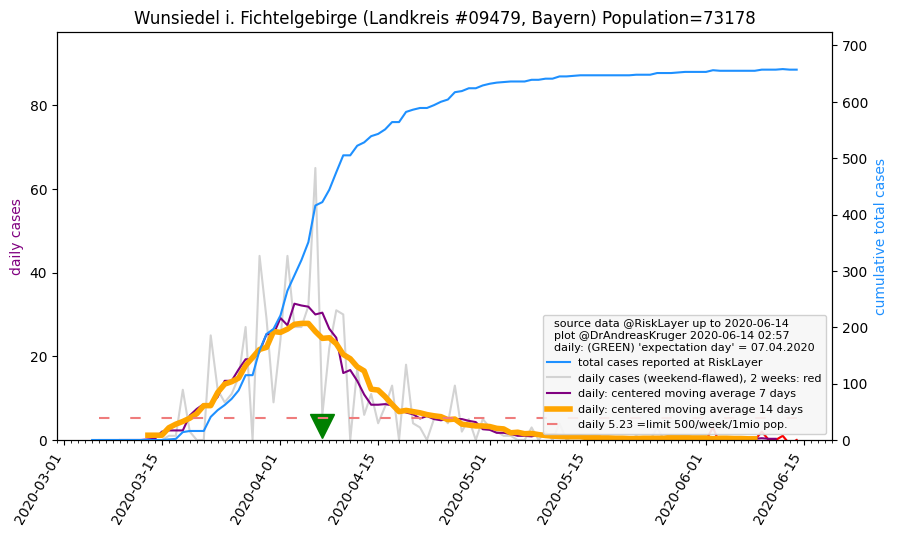 Wunsiedel i. Fichtelgebirge (Landkreis #09479, Bayern) Population=73178
daily cases
80
60
40
20
0
700
600
500
400
300
200
100
0
cumulative total cases
source data @RiskLayer up to 2020-06-14
plot @DrAndreasKruger 2020-06-14 02:57
daily: (GREEN) 'expectation day' = 07.04.2020
total cases reported at RiskLayer
daily cases (weekend-flawed), 2 weeks: red
daily: centered moving average 7 days
daily: centered moving average 14 days
daily 5.23 =limit 500/week/1mio pop.
2020-03-01
2020-03-15
2020-04-01
2020-04-15
2020-05-01
2020-05-15
2020-06-01
2020-06-15